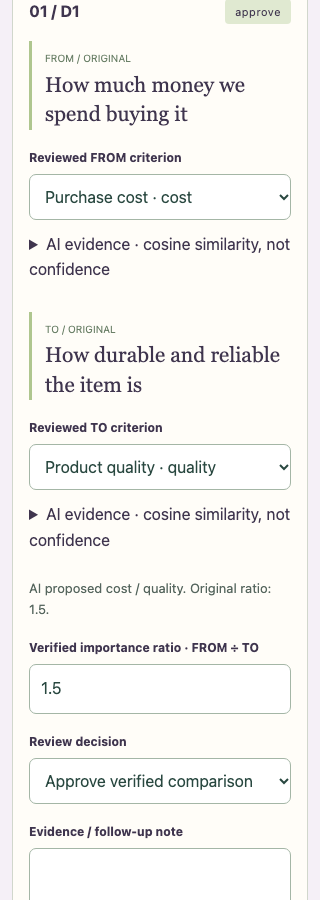 01 / D1
approve
FROM / ORIGINAL
How much money we
spend buying it
Reviewed FROM criterion
Purchase cost · cost
▶ AI evidence · cosine similarity, not
confidence
TO / ORIGINAL
How durable and reliable
the item is
Reviewed TO criterion
Product quality · quality
▶ AI evidence · cosine similarity, not
confidence
AI proposed cost / quality. Original ratio:
1.5.
Verified importance ratio · FROM ÷ TO
1.5
Review decision
Approve verified comparison
Evidence / follow-up note